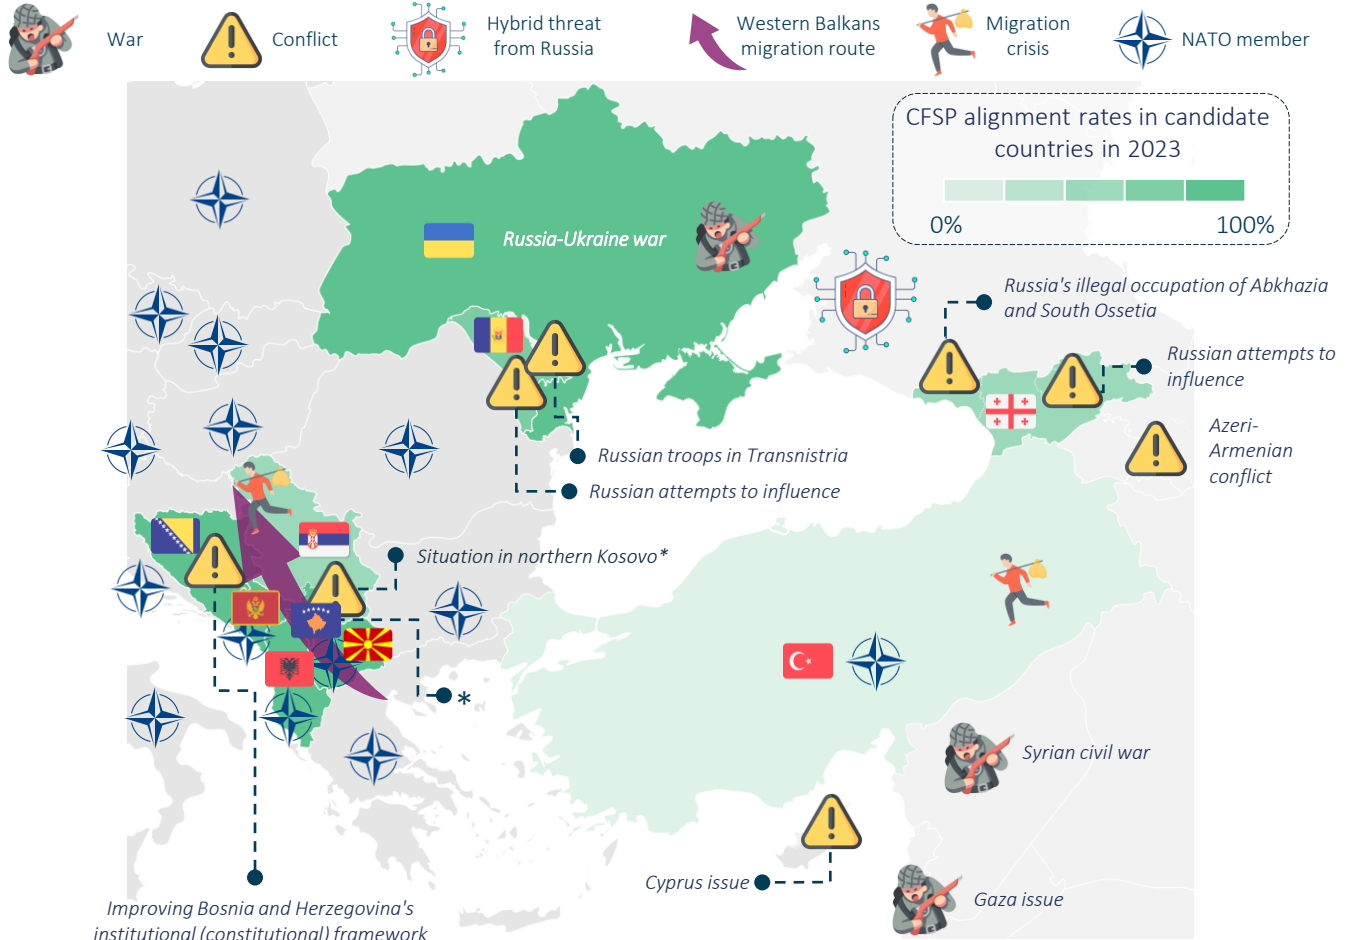 War
Conflict
Hybrid threat
from Russia
Western Balkans
migration route
Migration
crisis
NATO member
CFSP alignment rates in candidate
countries in 2023
0%
100%
Russia-Ukraine war
Russia's illegal occupation of Abkhazia
and South Ossetia
Russian attempts to
influence
Azeri-
Armenian
conflict
Russian troops in Transnistria
Russian attempts to influence
Situation in northern Kosovo*
*
Syrian civil war
Cyprus issue
Gaza issue
Improving Bosnia and Herzegovina's
institutional (constitutional) framework